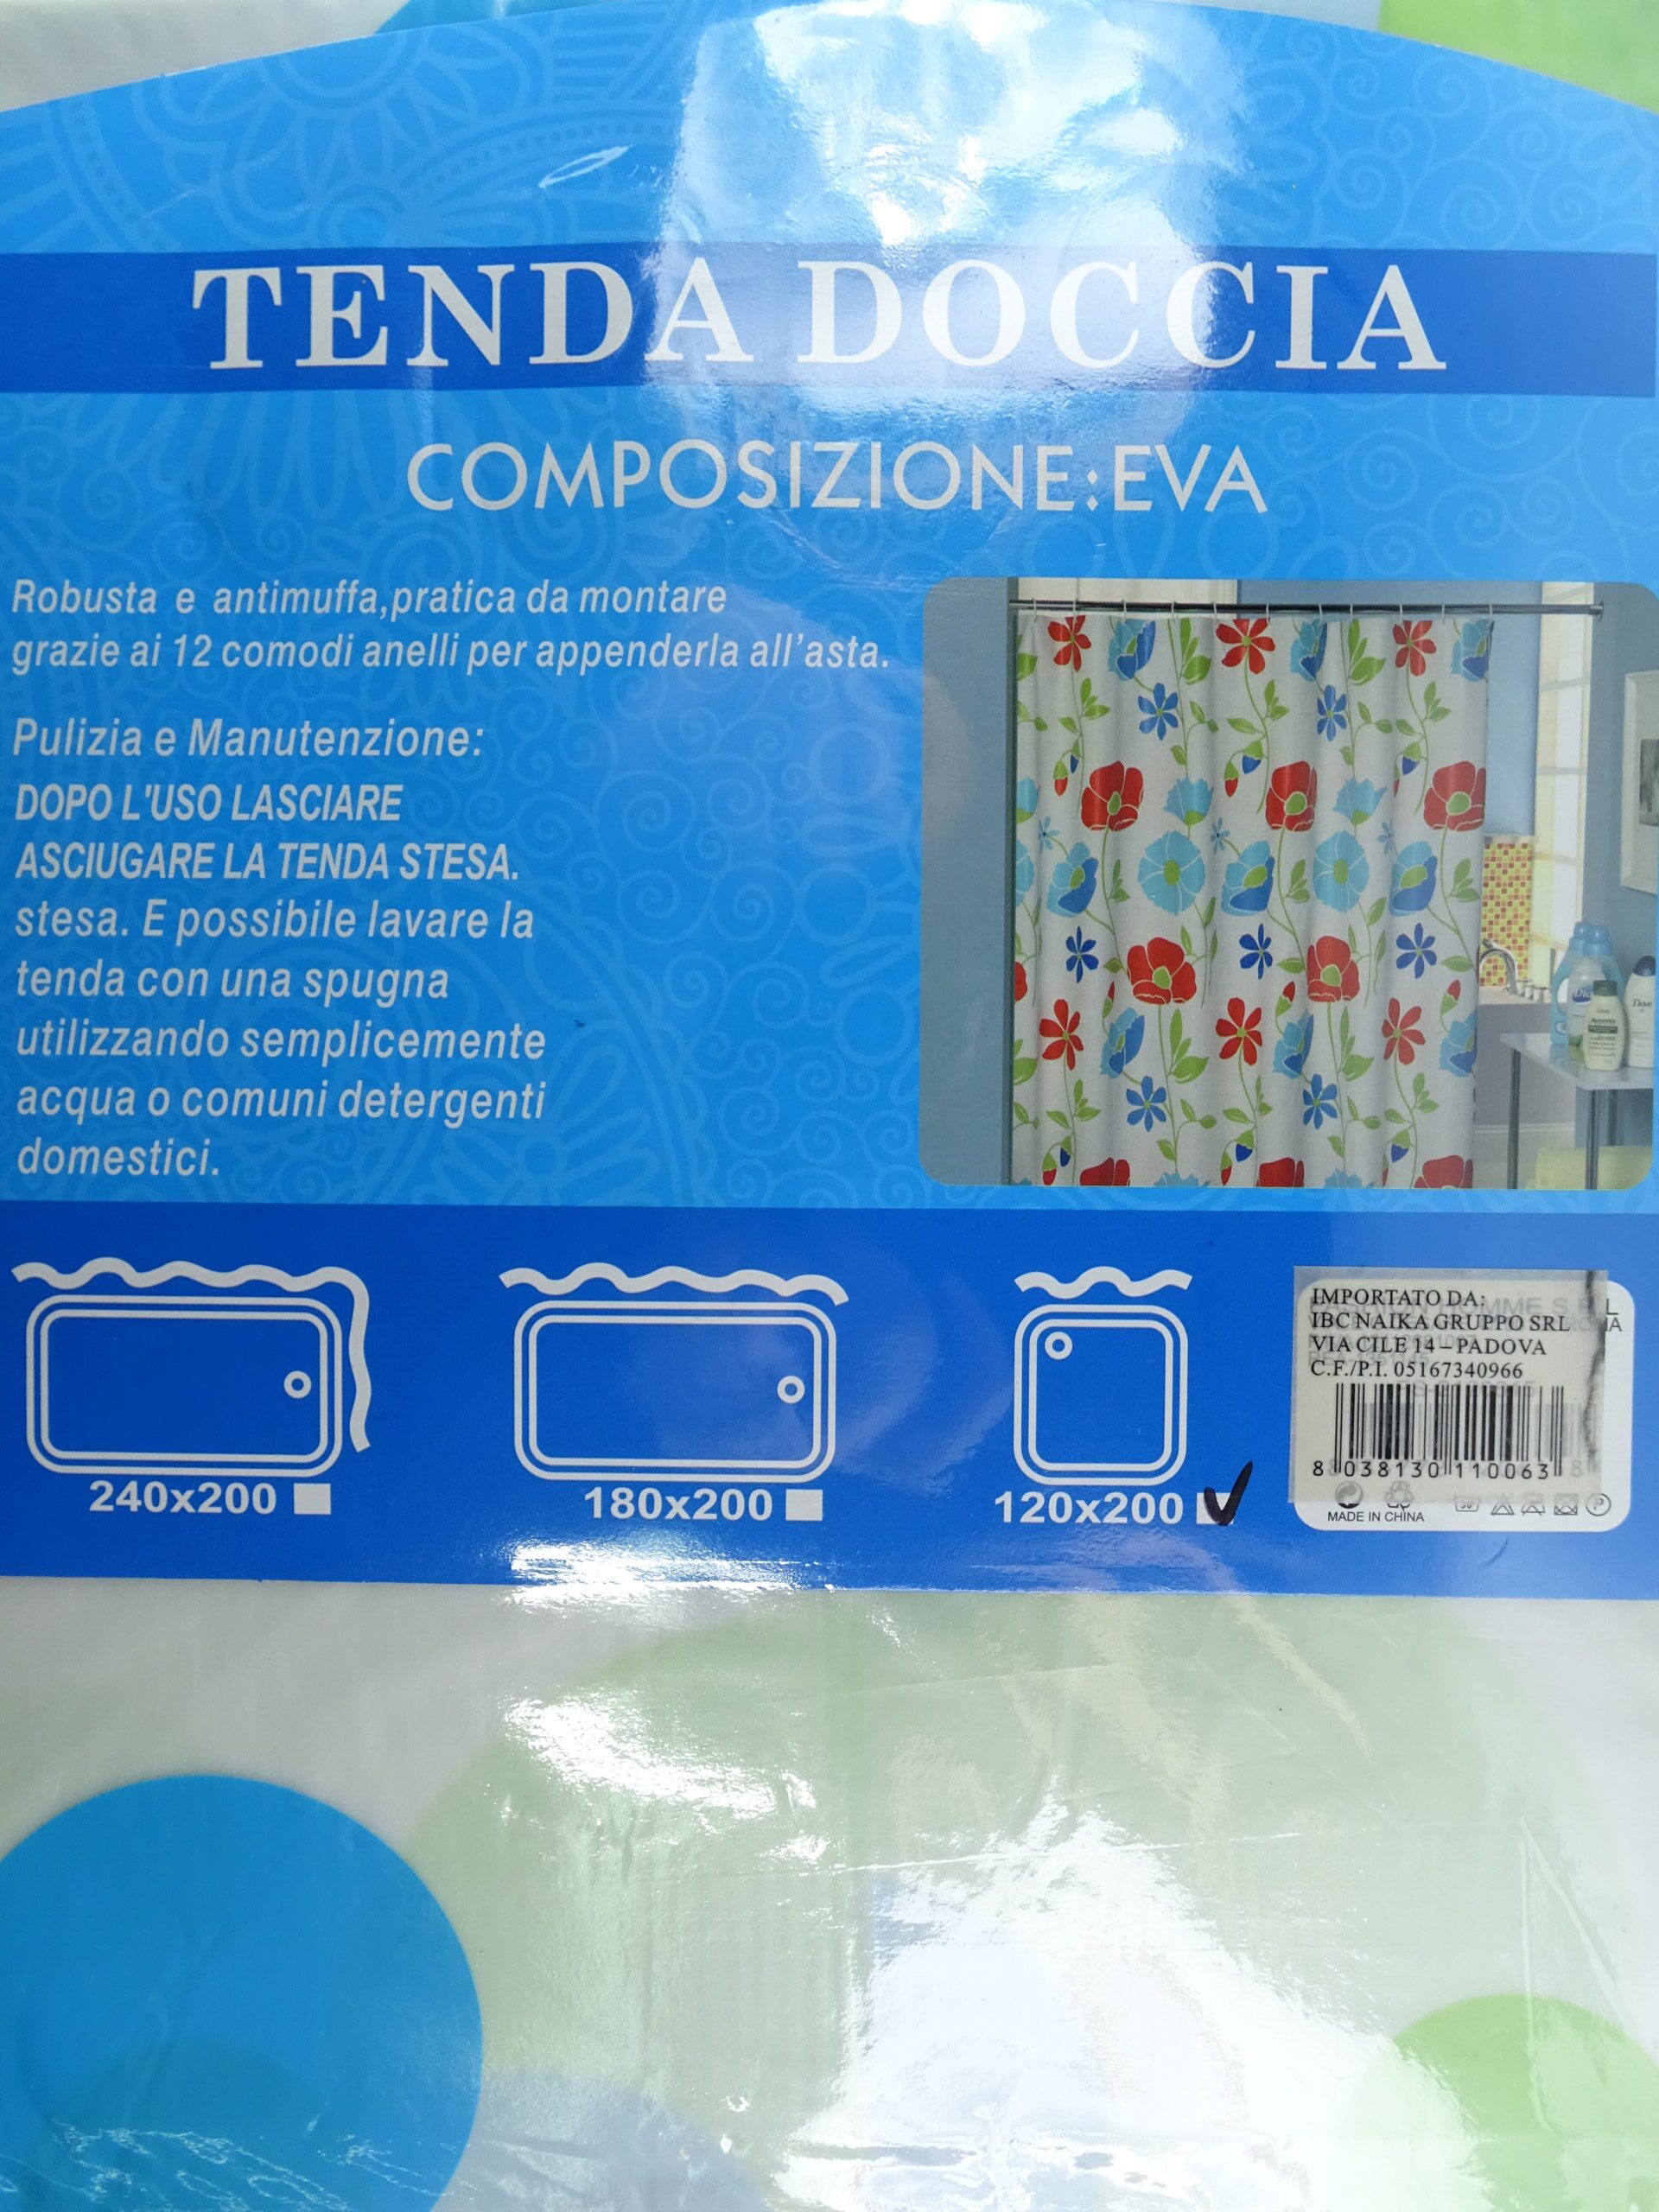 TENDA DOCCIA
COMPOSIZIONE:EVA
Robusta e antimuffa,pratica da montare
grazie ai 12 comodi anelli per appenderla all'asta.
Pulizia e Manutenzione:
DOPO L'USO LASCIARE
ASCIUGARE LA TENDA STESA.
stesa. E possibile lavare la
tenda con una spugna
utilizzando semplicemente
acqua o comuni detergenti
domestici.
Dove
240x200
180x200
120x200
IMPORTATO DA:
IBC NAIKA GRUPPO SRL
VIA CILE 14 – PADOVA
C.F./P.I. 05167340966
8 038130 110063
MADE IN CHINA
P